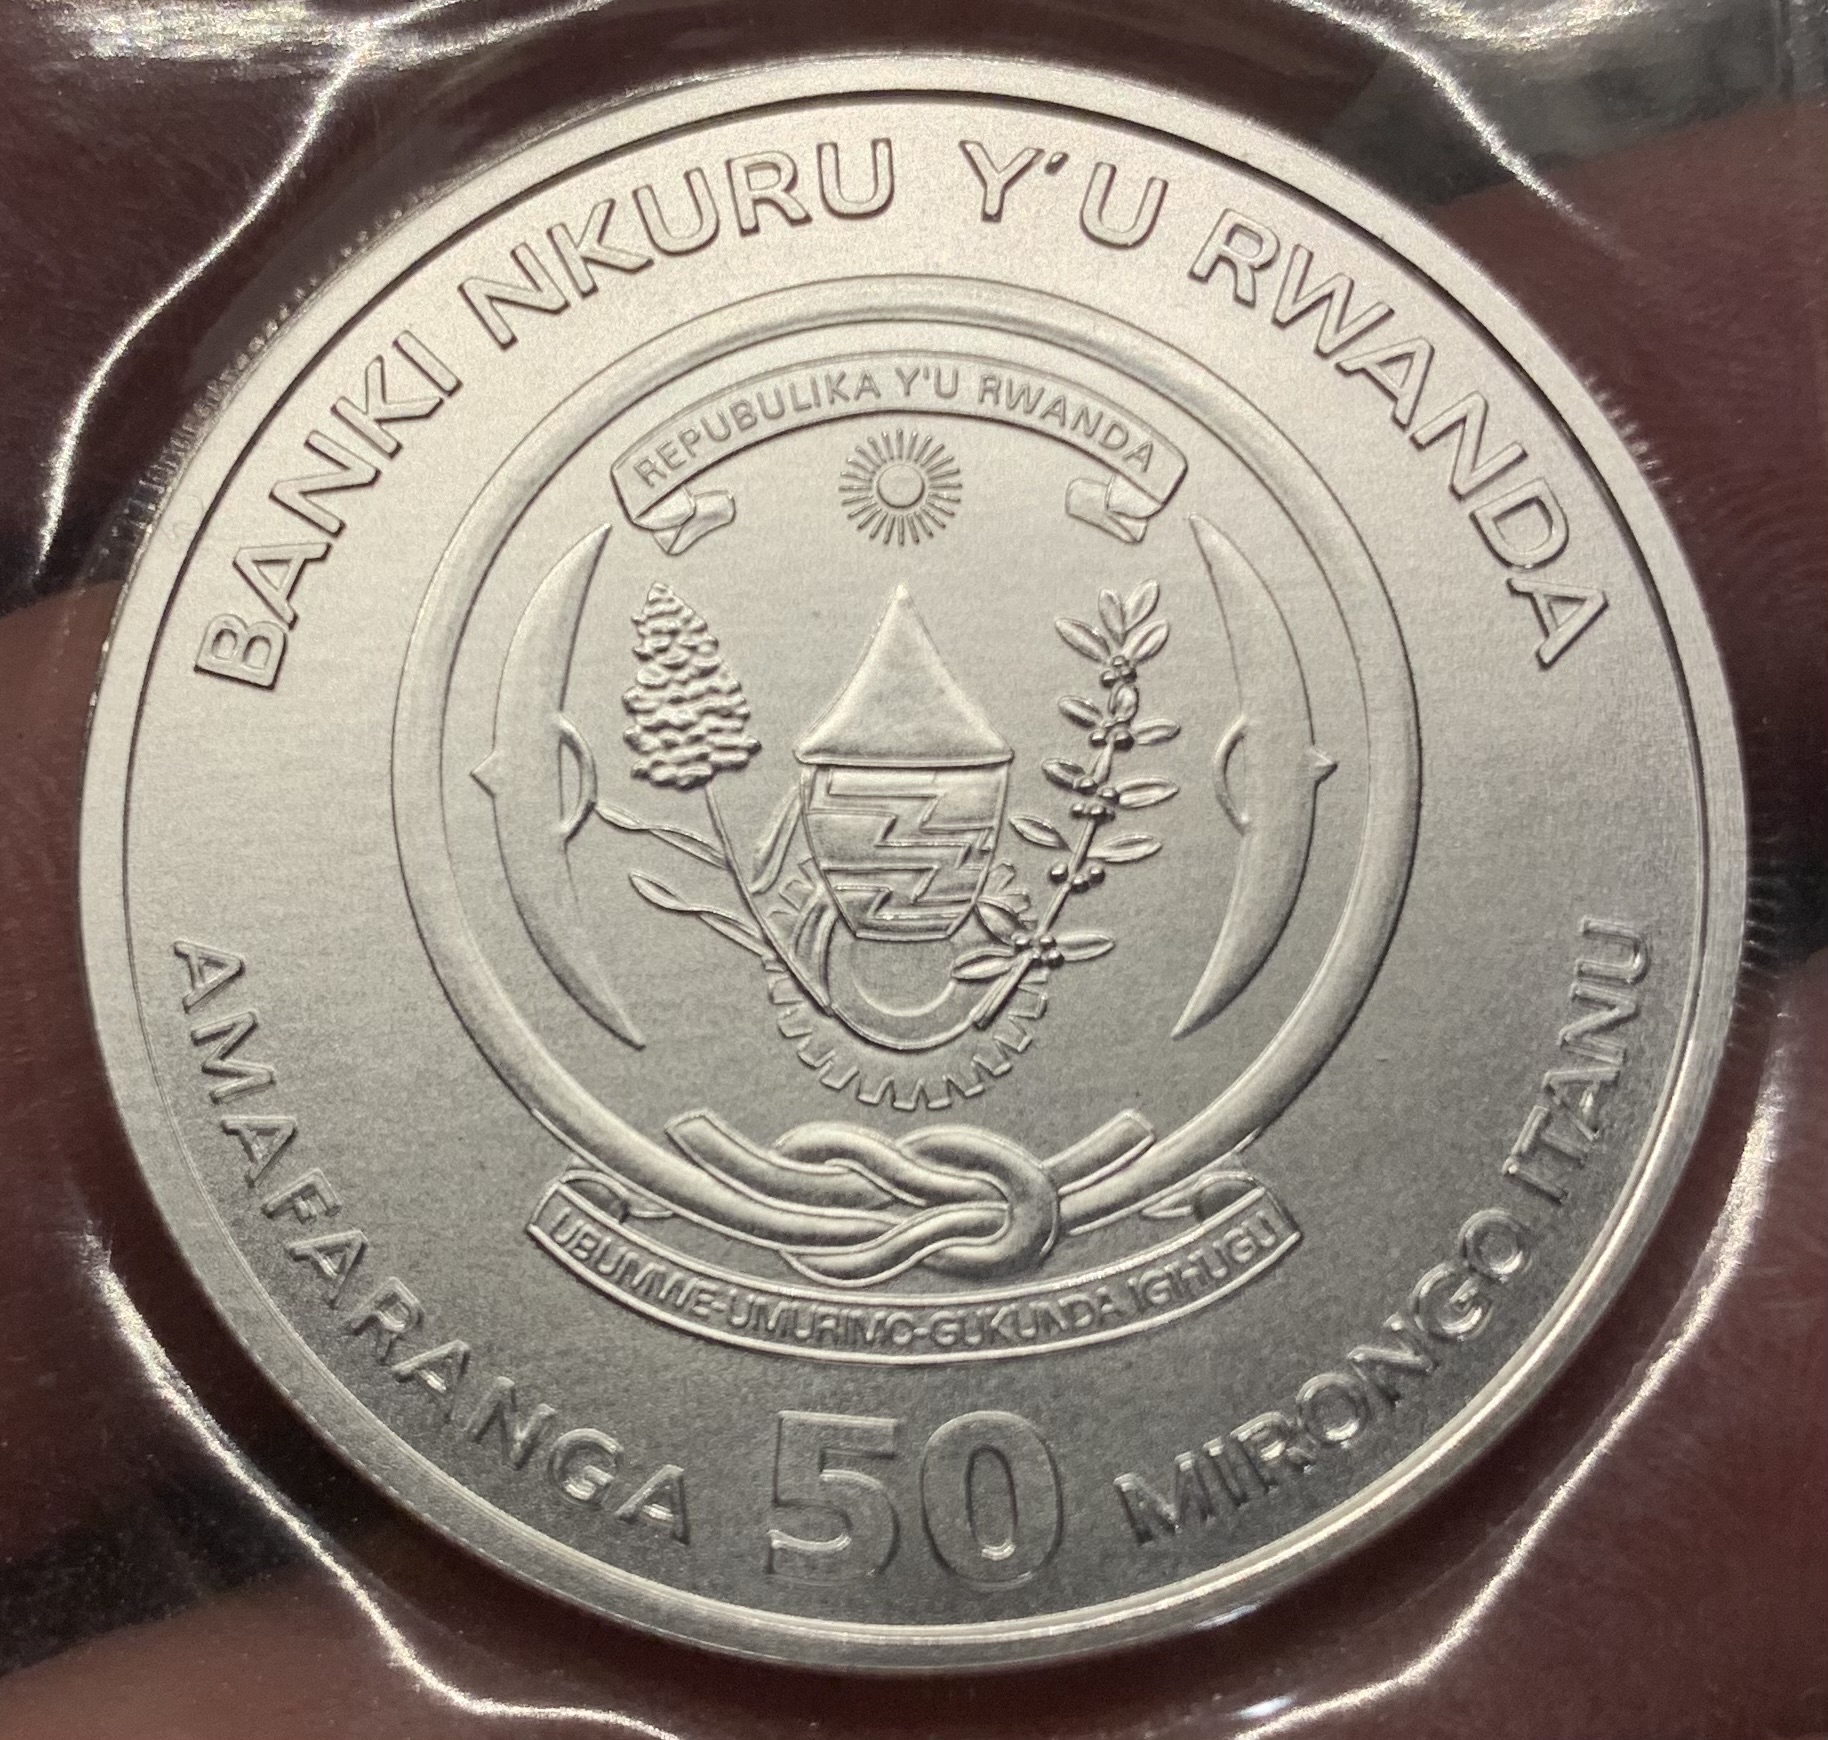 BANKI NKURU Y'U RWANDA
REPUBULIKA Y'U RWANDA
UBUMWE-UMURIMO-GUKUNDA IGIHUGU
AMAFARANGA 50 MIRONGO ITANU